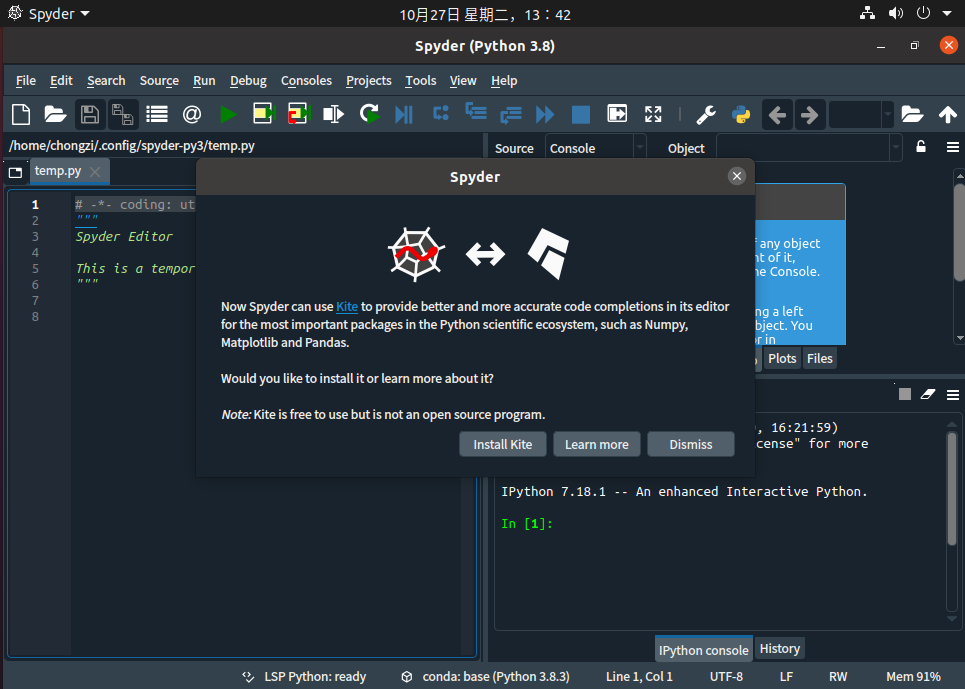 Spyder
10月27日 星期二，13：42
Spyder (Python 3.8)
File Edit Search Source Run Debug Consoles Projects Tools View Help
/home/chongzi/.config/spyder-py3/temp.py
Source Console Object
temp.py
1 # -*- coding: ut
2 """
3 Spyder Editor
4
5 This is a tempor
6 """
7
8
Spyder
Now Spyder can use Kite to provide better and more accurate code completions in its editor
for the most important packages in the Python scientific ecosystem, such as Numpy,
Matplotlib and Pandas.
Would you like to install it or learn more about it?
Note: Kite is free to use but is not an open source program.
Install Kite Learn more Dismiss
any object
nt of it,
Console.
ng a left
bject. You
in
Plots Files
, 16:21:59)
cense" for more
IPython 7.18.1 -- An enhanced Interactive Python.
In [1]:
IPython console History
LSP Python: ready conda: base (Python 3.8.3) Line 1, Col 1 UTF-8 LF RW Mem 91%